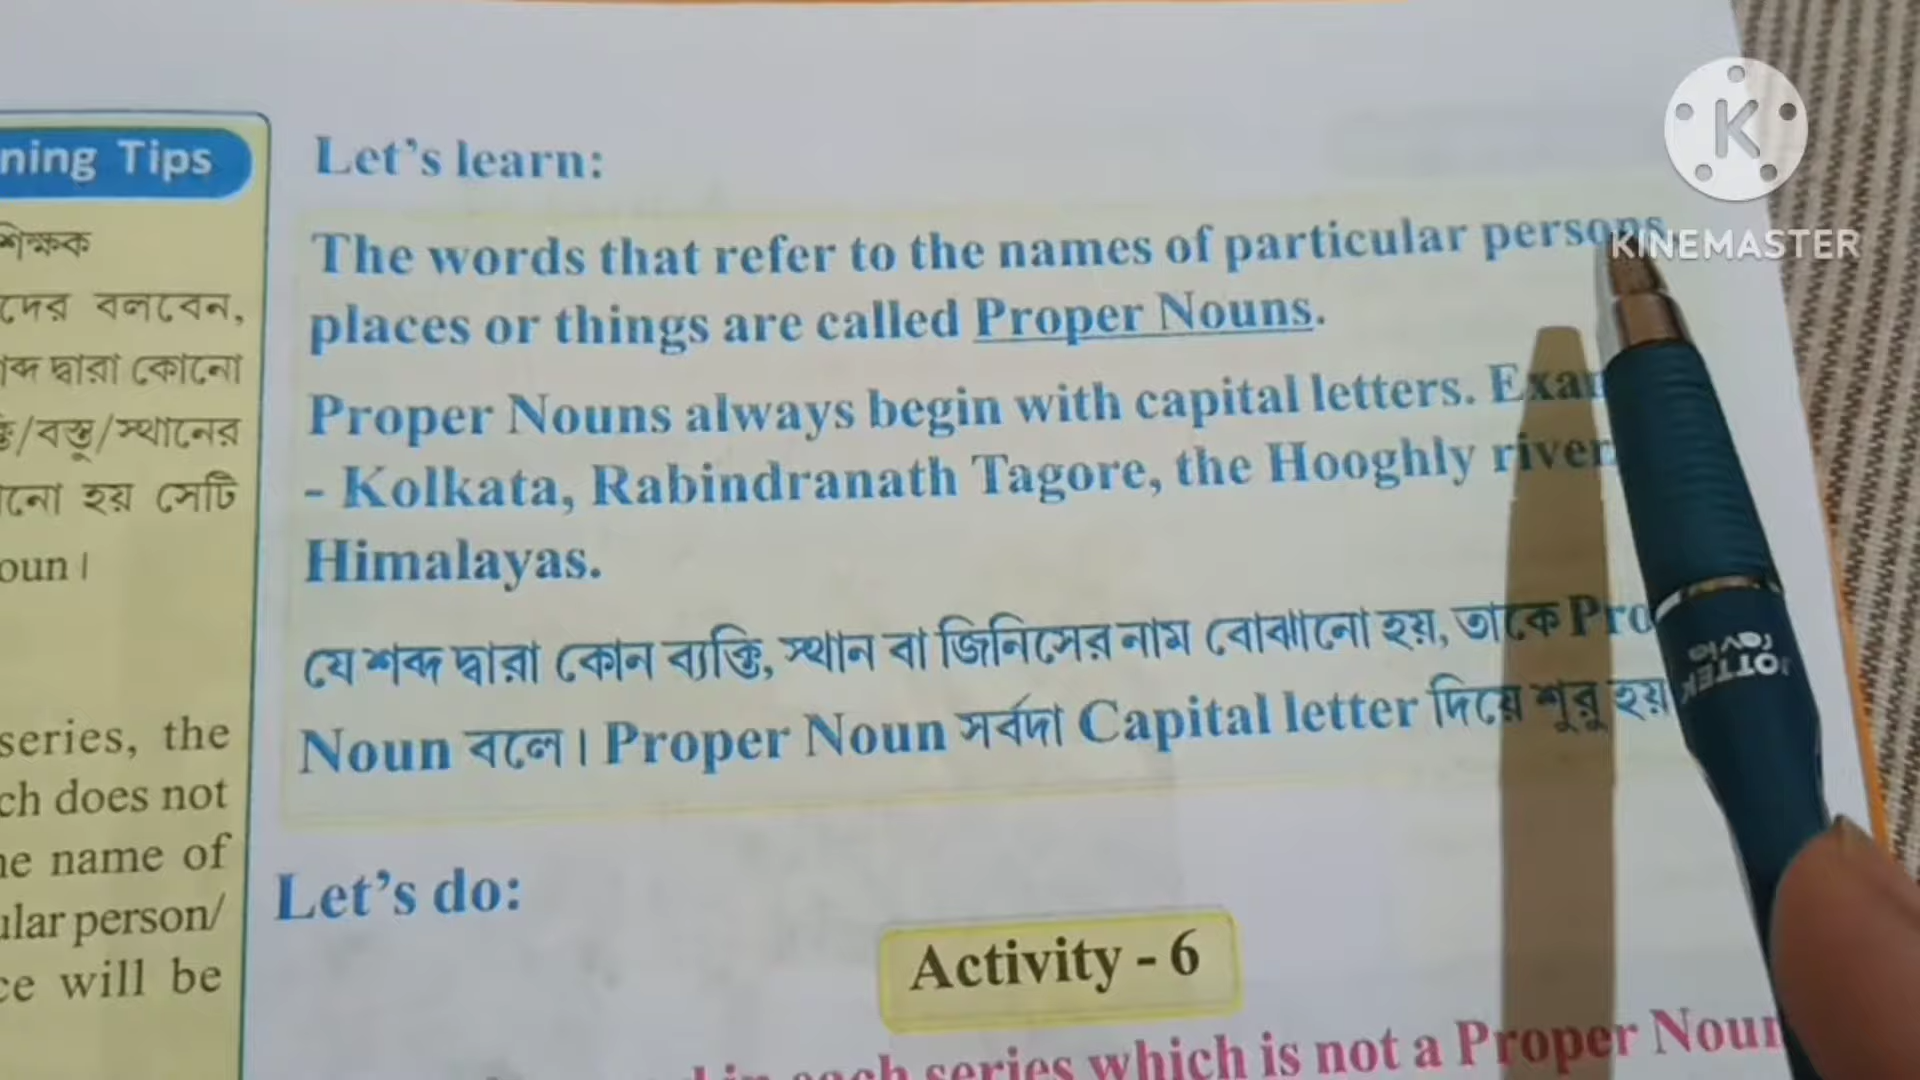 ning Tips
শিক্ষক
দের বলবেন,
শব্দ দ্বারা কোনো
/বস্তু/স্থানের
নো হয় সেটি
oun।
series, the
ch does not
he name of
ular person/
ce will be
Let's learn:
The words that refer to the names of particular persons
places or things are called Proper Nouns.
Proper Nouns always begin with capital letters. Exa
- Kolkata, Rabindranath Tagore, the Hooghly river
Himalayas.
যে শব্দ দ্বারা কোন ব্যক্তি, স্থান বা জিনিসের নাম বোঝানো হয়, তাকে Pro
Noun বলে। Proper Noun সর্বদা Capital letter দিয়ে শুরু হয়
Let's do:
Activity - 6
in each series which is not a Proper Noun
K
KINEMASTER